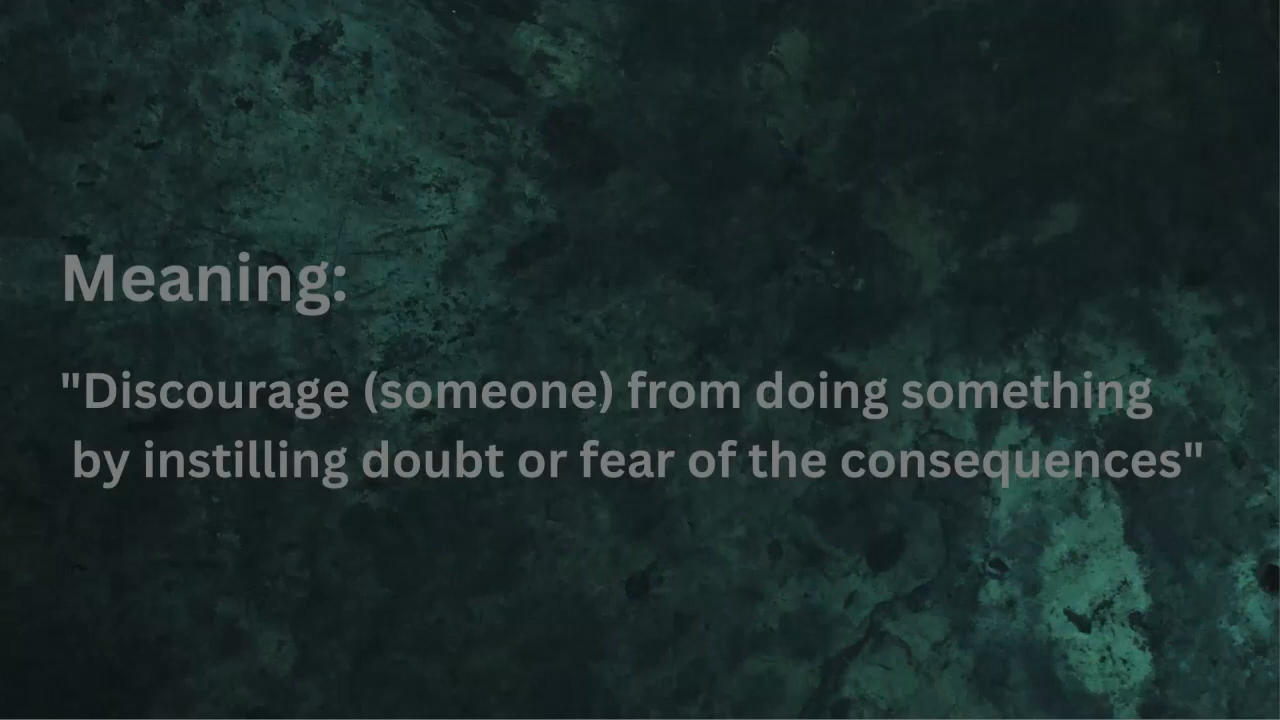 Meaning:
"Discourage (someone) from doing something
by instilling doubt or fear of the consequences"